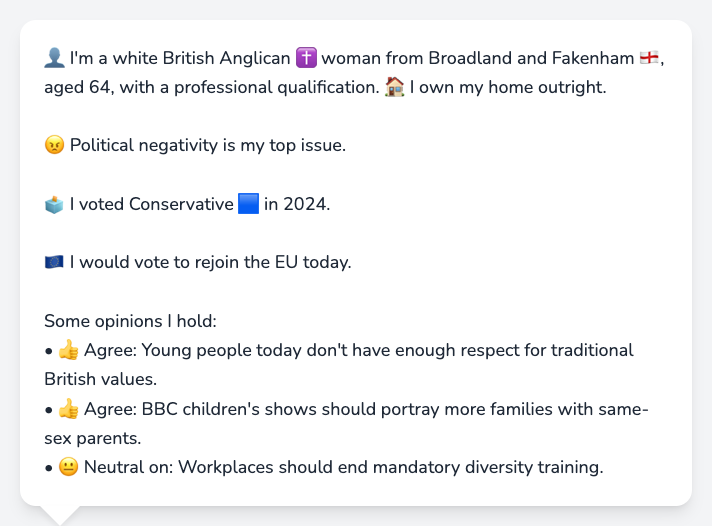 👤 I'm a white British Anglican ✝️ woman from Broadland and Fakenham 🏴󠁧󠁢󠁥󠁮󠁧󠁿,
aged 64, with a professional qualification. 🏠 I own my home outright.
😠 Political negativity is my top issue.
🗳️ I voted Conservative 🟦 in 2024.
🇪🇺 I would vote to rejoin the EU today.
Some opinions I hold:
• 👍 Agree: Young people today don't have enough respect for traditional
British values.
• 👍 Agree: BBC children's shows should portray more families with same-
sex parents.
• 😐 Neutral on: Workplaces should end mandatory diversity training.